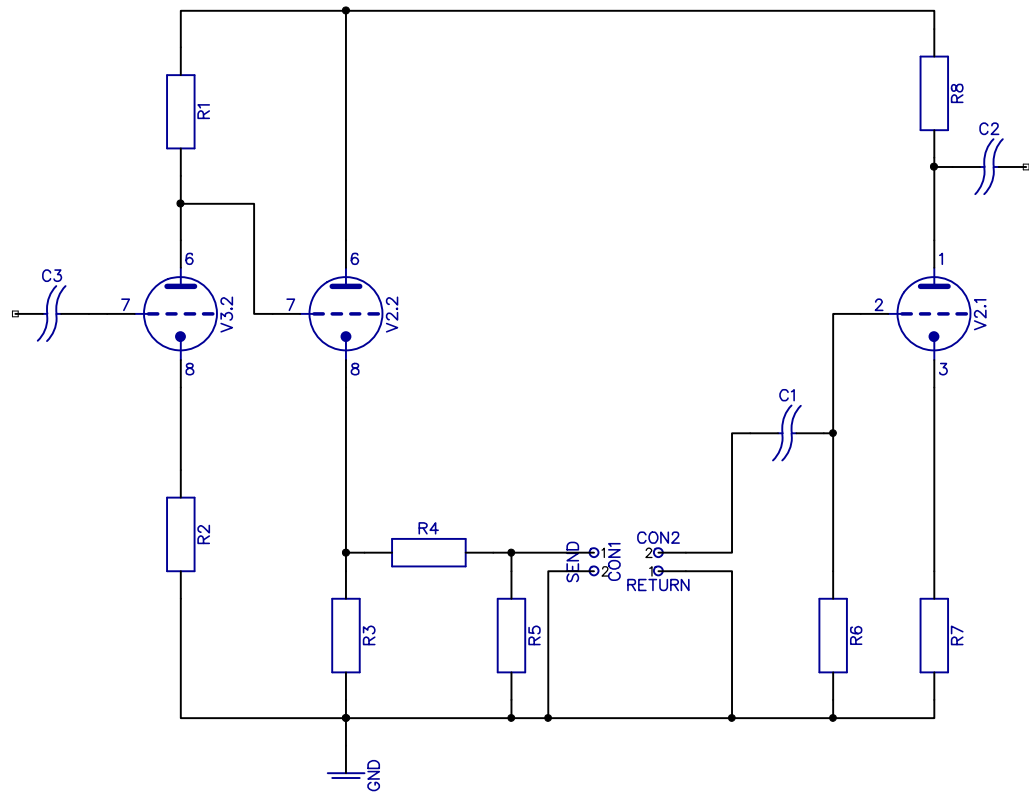 R1
R8
C2
6
6
1
C3
7
V3.2
7
V2.2
2
V2.1
8
8
3
C1
R2
R4
SEND
1
2
CON1
CON2
2
1
RETURN
R3
R5
R6
R7
GND